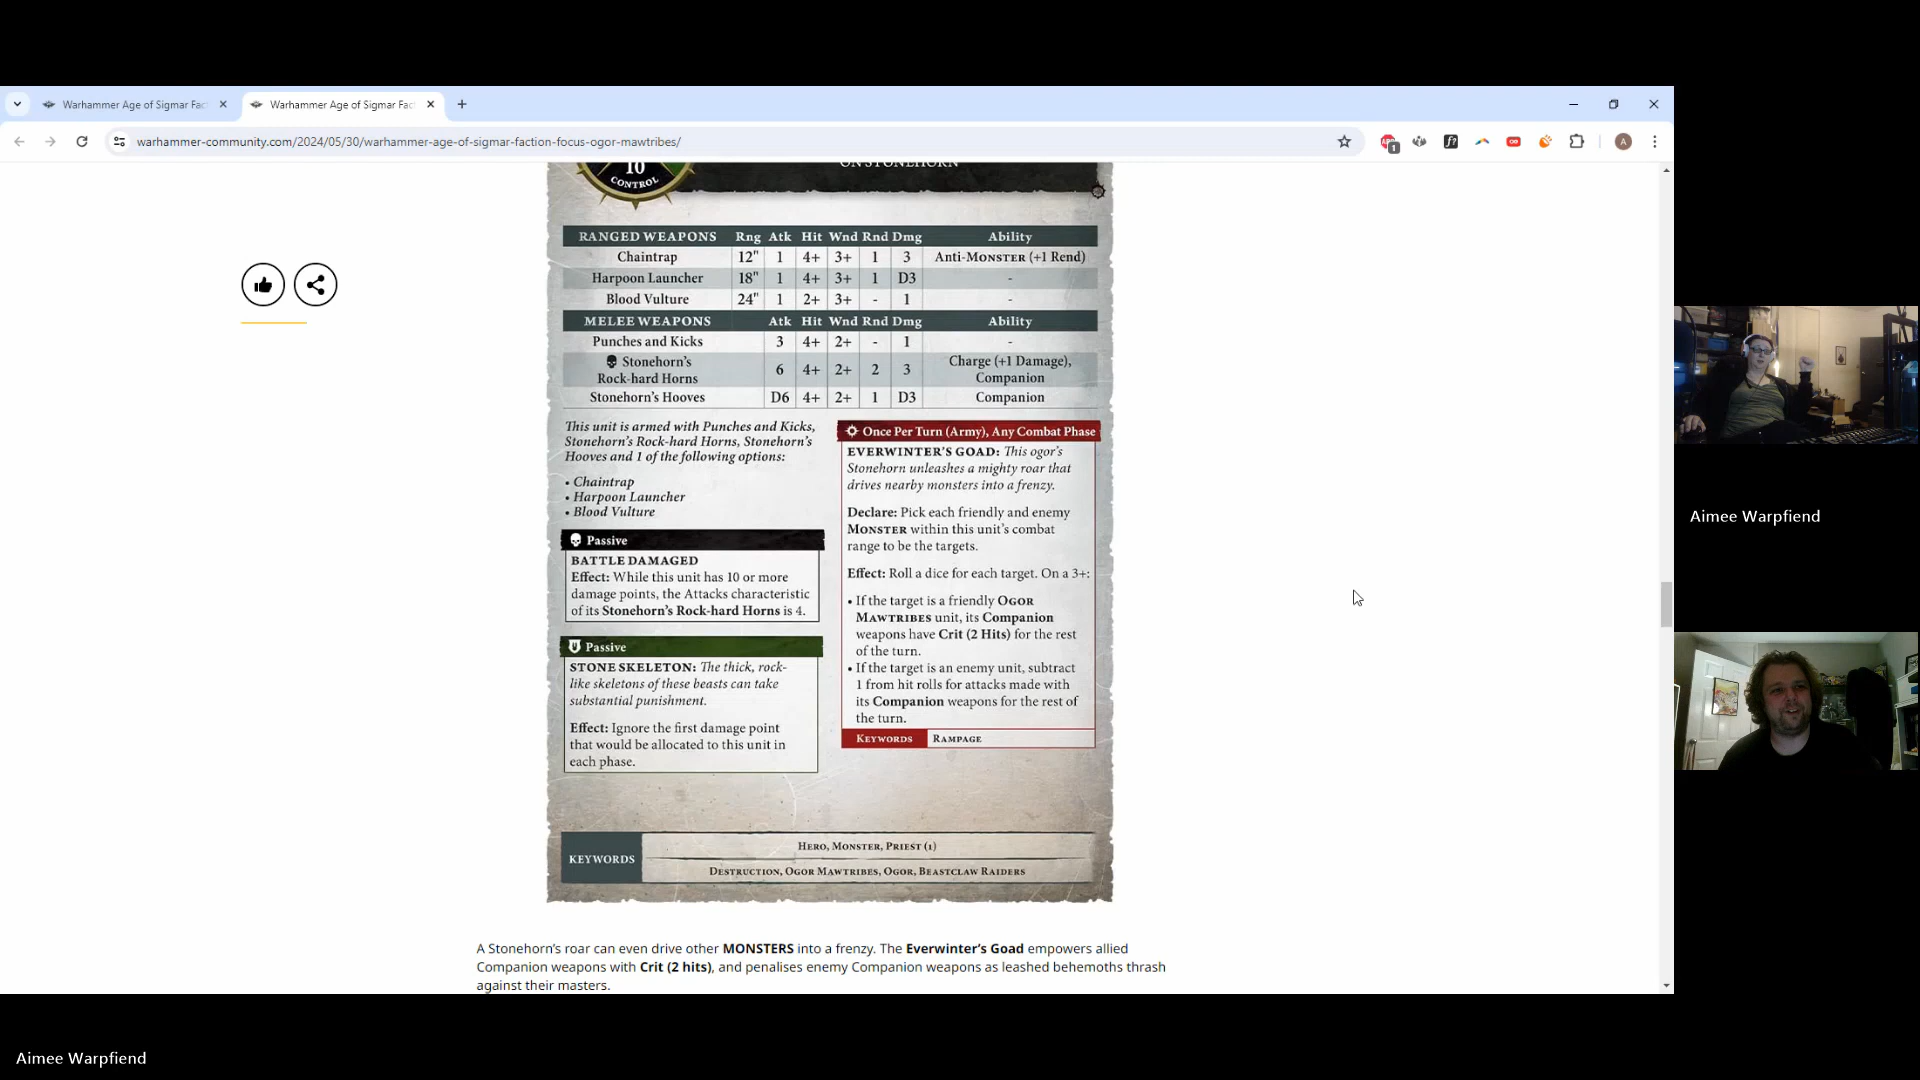 Warhammer Age of Sigmar Fac
Warhammer Age of Sigmar Fac
warhammer-community.com/2024/05/30/warhammer-age-of-sigmar-faction-focus-ogor-mawtribes/
A
1
10
CONTROL
ON STONEHORN
RANGED WEAPONS Rng Atk Hit Wnd Rnd Dmg Ability
Chaintrap 12" 1 4+ 3+ 1 3 Anti-MONSTER (+1 Rend)
Harpoon Launcher 18" 1 4+ 3+ 1 D3 -
Blood Vulture 24" 1 2+ 3+ - 1 -
MELEE WEAPONS Atk Hit Wnd Rnd Dmg Ability
Punches and Kicks 3 4+ 2+ - 1 -
Stonehorn's Rock-hard Horns 6 4+ 2+ 2 3 Charge (+1 Damage), Companion
Stonehorn's Hooves D6 4+ 2+ 1 D3 Companion
This unit is armed with Punches and Kicks,
Stonehorn's Rock-hard Horns, Stonehorn's
Hooves and 1 of the following options:
• Chaintrap
• Harpoon Launcher
• Blood Vulture
Passive
BATTLE DAMAGED
Effect: While this unit has 10 or more
damage points, the Attacks characteristic
of its Stonehorn's Rock-hard Horns is 4.
Passive
STONE SKELETON: The thick, rock-
like skeletons of these beasts can take
substantial punishment.
Effect: Ignore the first damage point
that would be allocated to this unit in
each phase.
Once Per Turn (Army), Any Combat Phase
EVERWINTER'S GOAD: This ogor's
Stonehorn unleashes a mighty roar that
drives nearby monsters into a frenzy.
Declare: Pick each friendly and enemy
MONSTER within this unit's combat
range to be the targets.
Effect: Roll a dice for each target. On a 3+:
• If the target is a friendly OGOR
MAWTRIBES unit, its Companion
weapons have Crit (2 Hits) for the rest
of the turn.
• If the target is an enemy unit, subtract
1 from hit rolls for attacks made with
its Companion weapons for the rest of
the turn.
KEYWORDS RAMPAGE
KEYWORDS
HERO, MONSTER, PRIEST (1)
DESTRUCTION, OGOR MAWTRIBES, OGOR, BEASTCLAW RAIDERS
A Stonehorn's roar can even drive other MONSTERS into a frenzy. The Everwinter's Goad empowers allied
Companion weapons with Crit (2 hits), and penalises enemy Companion weapons as leashed behemoths thrash
against their masters.
Aimee Warpfiend
Aimee Warpfiend